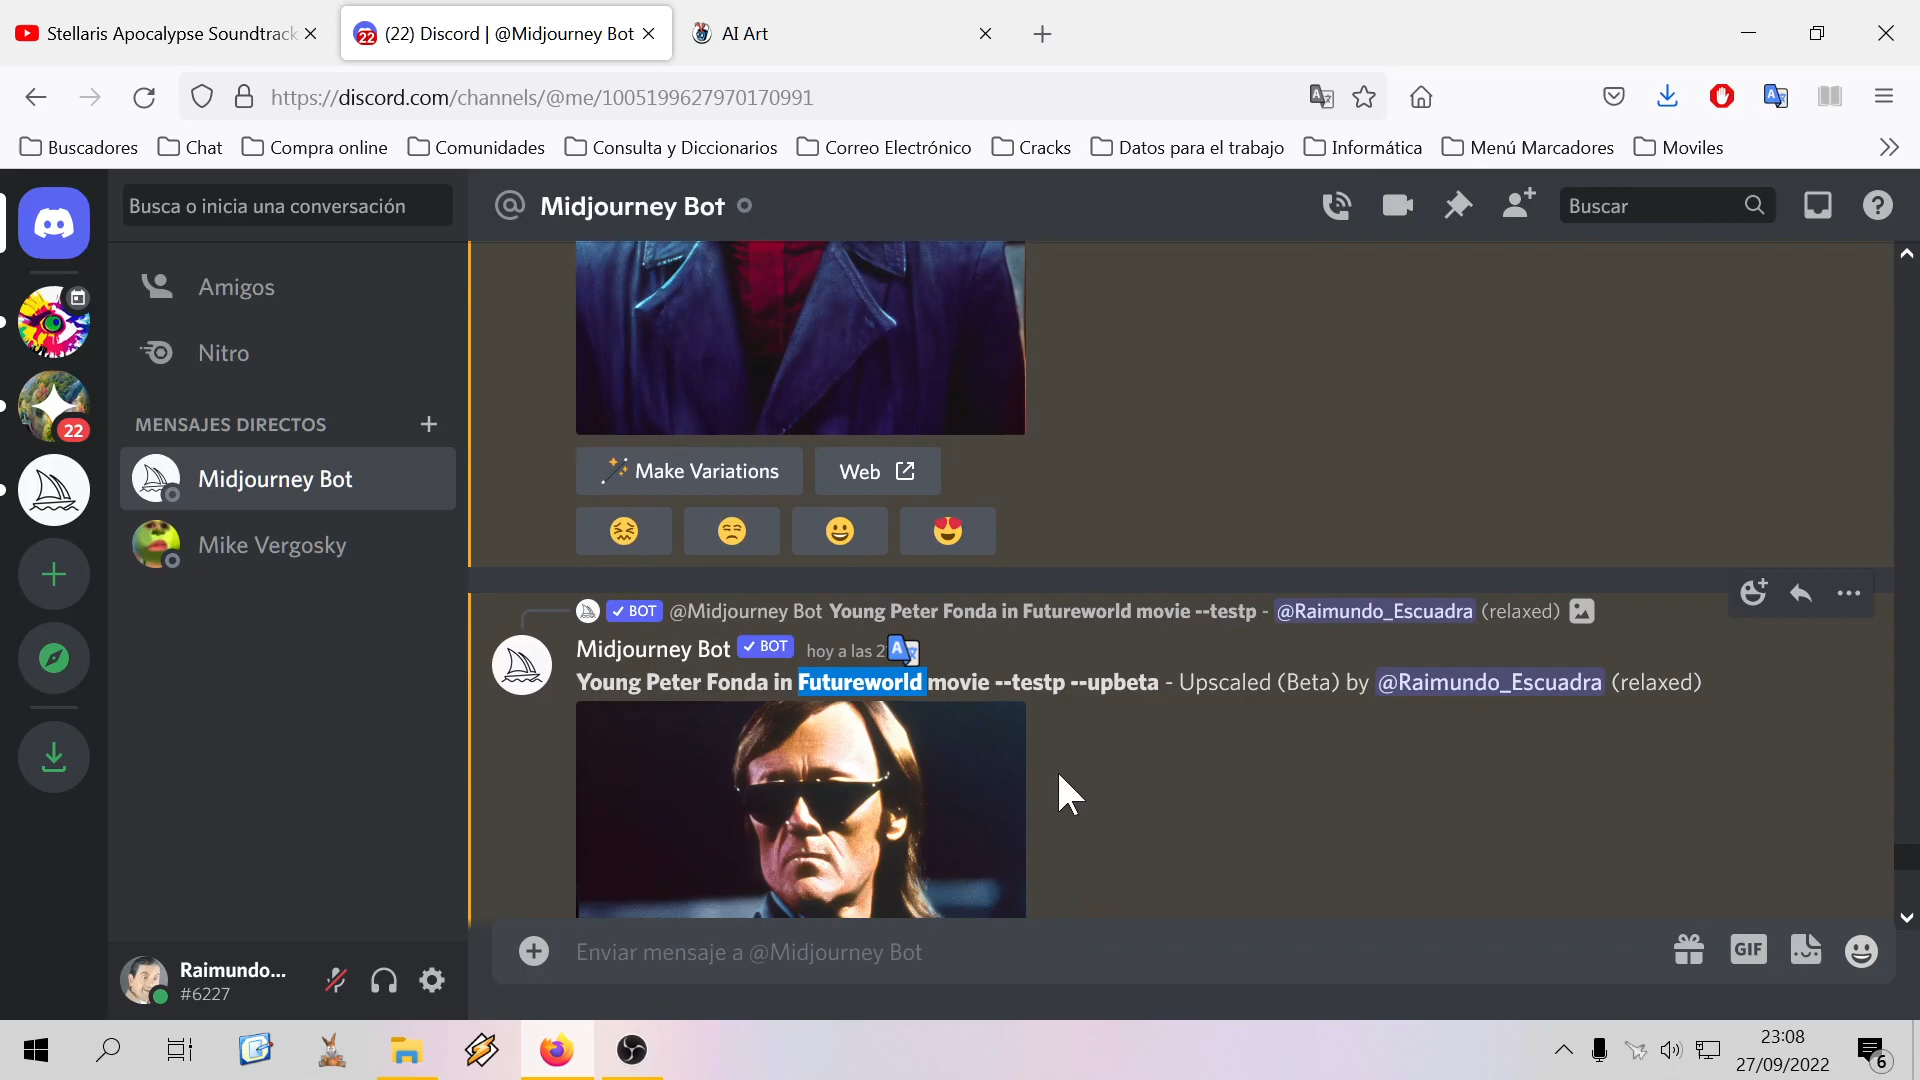 Stellaris Apocalypse Soundtrack
(22) Discord | @Midjourney Bot
AI Art
https://discord.com/channels/@me/1005199627970170991
Buscadores
Chat
Compra online
Comunidades
Consulta y Diccionarios
Correo Electrónico
Cracks
Datos para el trabajo
Informática
Menú Marcadores
Moviles
Busca o inicia una conversación
Midjourney Bot
Buscar
Amigos
Nitro
22
MENSAJES DIRECTOS
Midjourney Bot
Mike Vergosky
Make Variations
Web
BOT @Midjourney Bot Young Peter Fonda in Futureworld movie --testp - @Raimundo_Escuadra (relaxed)
Midjourney Bot BOT hoy a las 2
Young Peter Fonda in Futureworld movie --testp --upbeta - Upscaled (Beta) by @Raimundo_Escuadra (relaxed)
Enviar mensaje a @Midjourney Bot
GIF
Raimundo...
#6227
23:08
27/09/2022
6